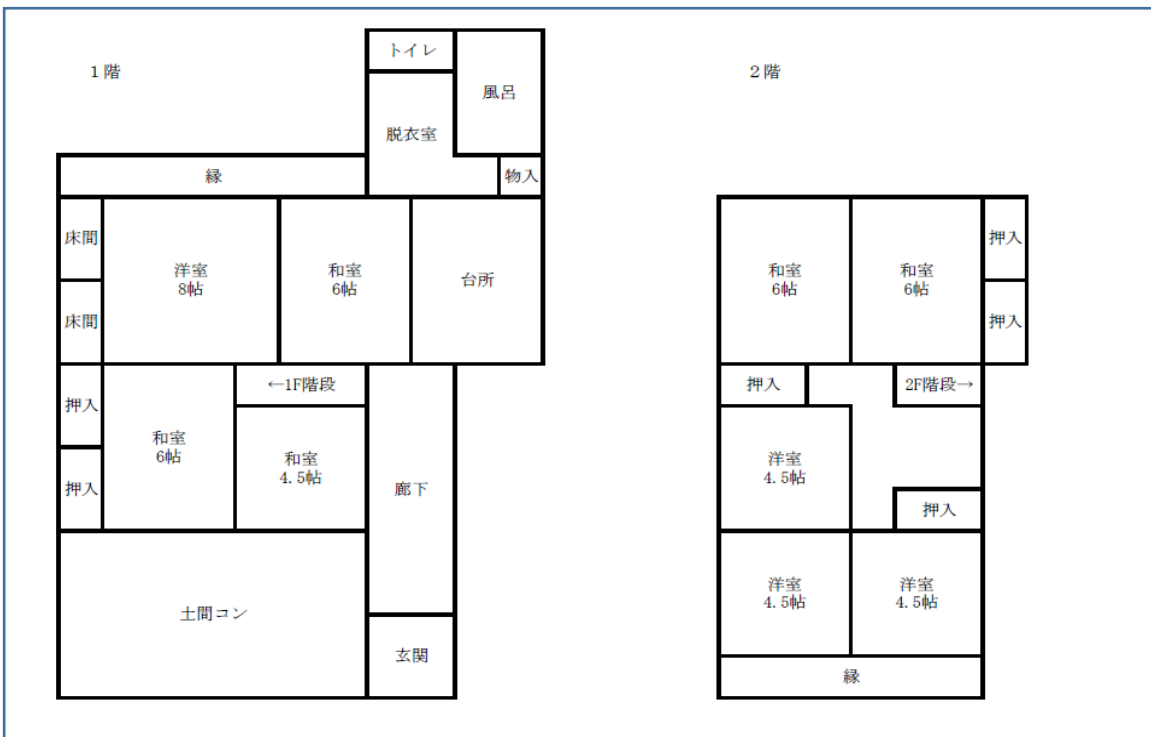 1階
トイレ
風呂
脱衣室
縁
物入
床間
洋室
8帖
和室
6帖
台所
床間
←1F階段
押入
和室
6帖
和室
4.5帖
廊下
押入
土間コン
玄関
2階
和室
6帖
和室
6帖
押入
押入
押入
2F階段→
洋室
4.5帖
押入
洋室
4.5帖
洋室
4.5帖
縁